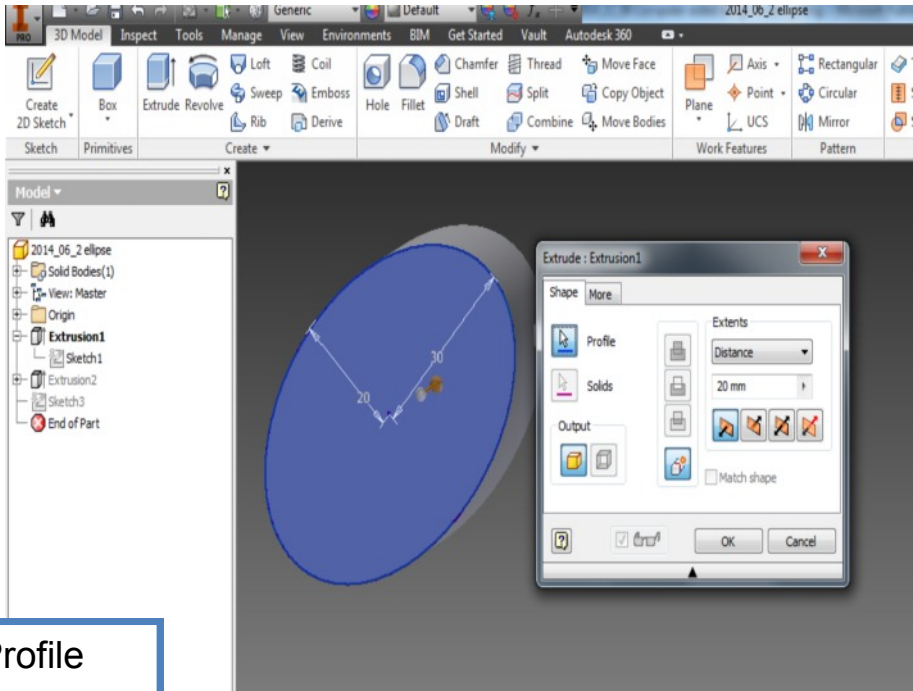 Generic Default 2014_06_2 ellipse
PRO 3D Model Inspect Tools Manage View Environments BIM Get Started Vault Autodesk 360
Create 2D Sketch
Box
Extrude Revolve
Loft Coil
Sweep Emboss
Rib Derive
Hole Fillet
Chamfer Thread Move Face
Shell Split Copy Object
Draft Combine Move Bodies
Plane
Axis
Point
UCS
Rectangular
Circular
Mirror
Sketch Primitives Create Modify Work Features Pattern
Model
2014_06_2 elipse
Solid Bodies(1)
View: Master
Origin
Extrusion1
Sketch1
Extrusion2
Sketch3
End of Part
30
20
Extrude : Extrusion1
Shape More
Profile
Solids
Output
Extents
Distance
20 mm
Match shape
OK Cancel
rofile